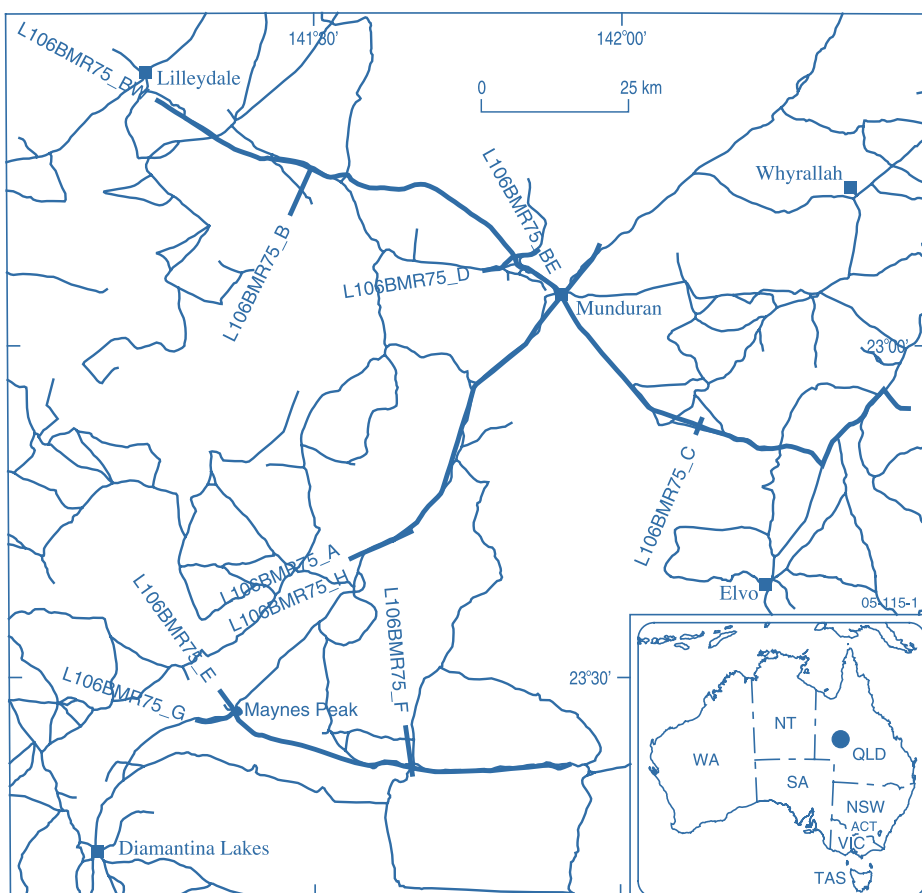 141°30'
142°00'
L106BMR75_BW
Lilleydale
0 25 km
Whyrallah
L106BMR75_BE
L106BMR75_B
L106BMR75_D
Munduran
23°00'
L106BMR75_C
L106BMR75_A
L106BMR75_H
L106BMR75_E
L106BMR75_F
Elvo
05-115-1
23°30'
L106BMR75_G
Maynes Peak
Diamantina Lakes
NT
WA
QLD
SA
NSW
ACT
VIC
TAS